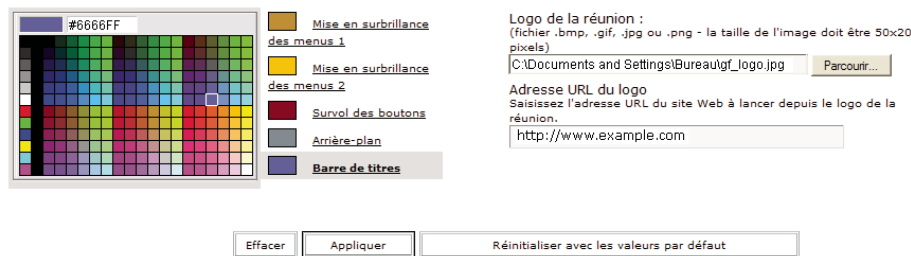 #6666FF
Mise en surbrillance
des menus 1
Mise en surbrillance
des menus 2
Survol des boutons
Arrière-plan
Barre de titres
Logo de la réunion :
(fichier .bmp, .gif, .jpg ou .png - la taille de l'image doit être 50x20
pixels)
C:\Documents and Settings\Bureau\gf_logo.jpg
Parcourir...
Adresse URL du logo
Saisissez l'adresse URL du site Web à lancer depuis le logo de la
réunion.
http://www.example.com
Effacer
Appliquer
Réinitialiser avec les valeurs par défaut